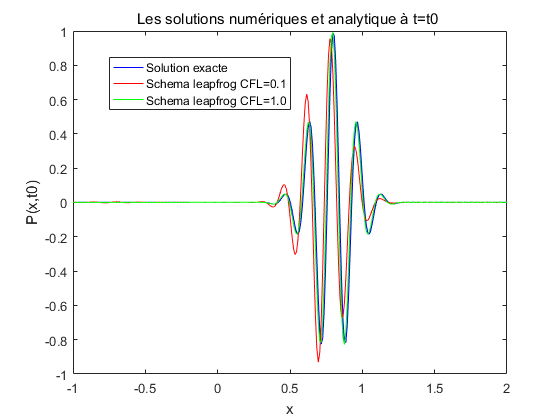 Les solutions numériques et analytique à t=t0
Solution exacte
Schema leapfrog CFL=0.1
Schema leapfrog CFL=1.0
P(x,t0)
1
0.8
0.6
0.4
0.2
0
-0.2
-0.4
-0.6
-0.8
-1
-1 -0.5 0 0.5 1 1.5 2
x